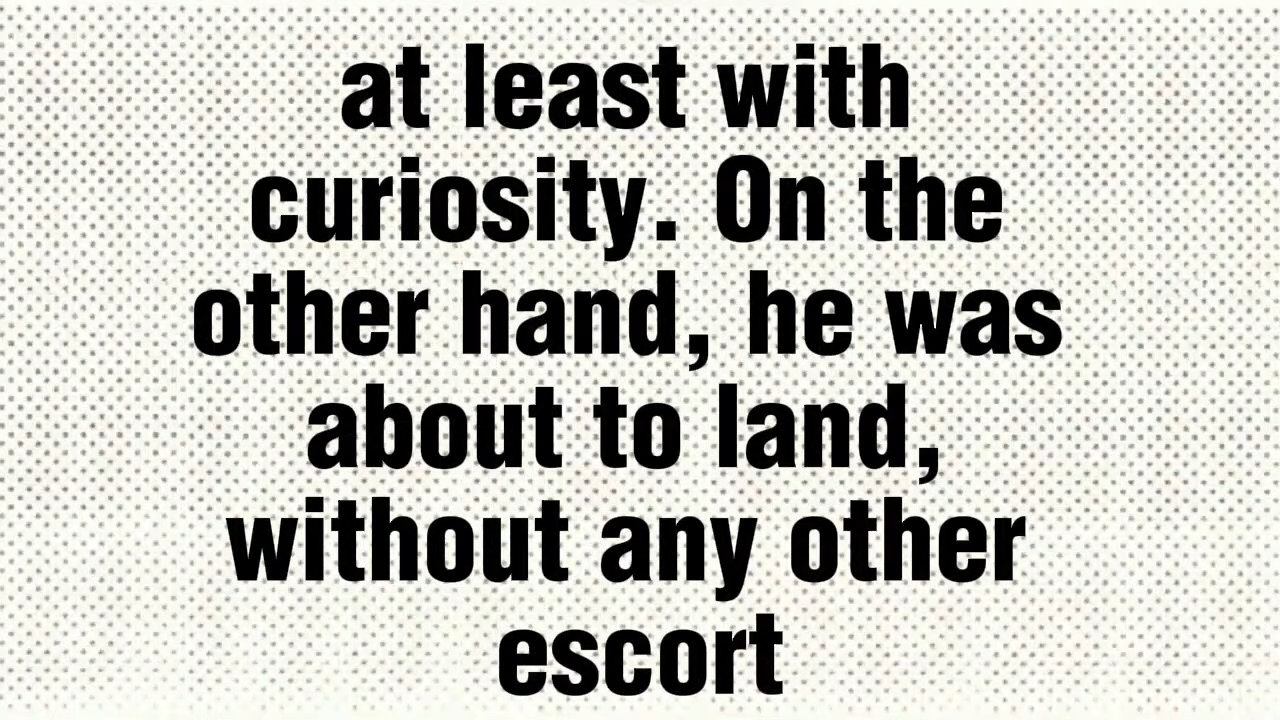 at least with
curiosity. On the
other hand, he was
about to land,
without any other
escort